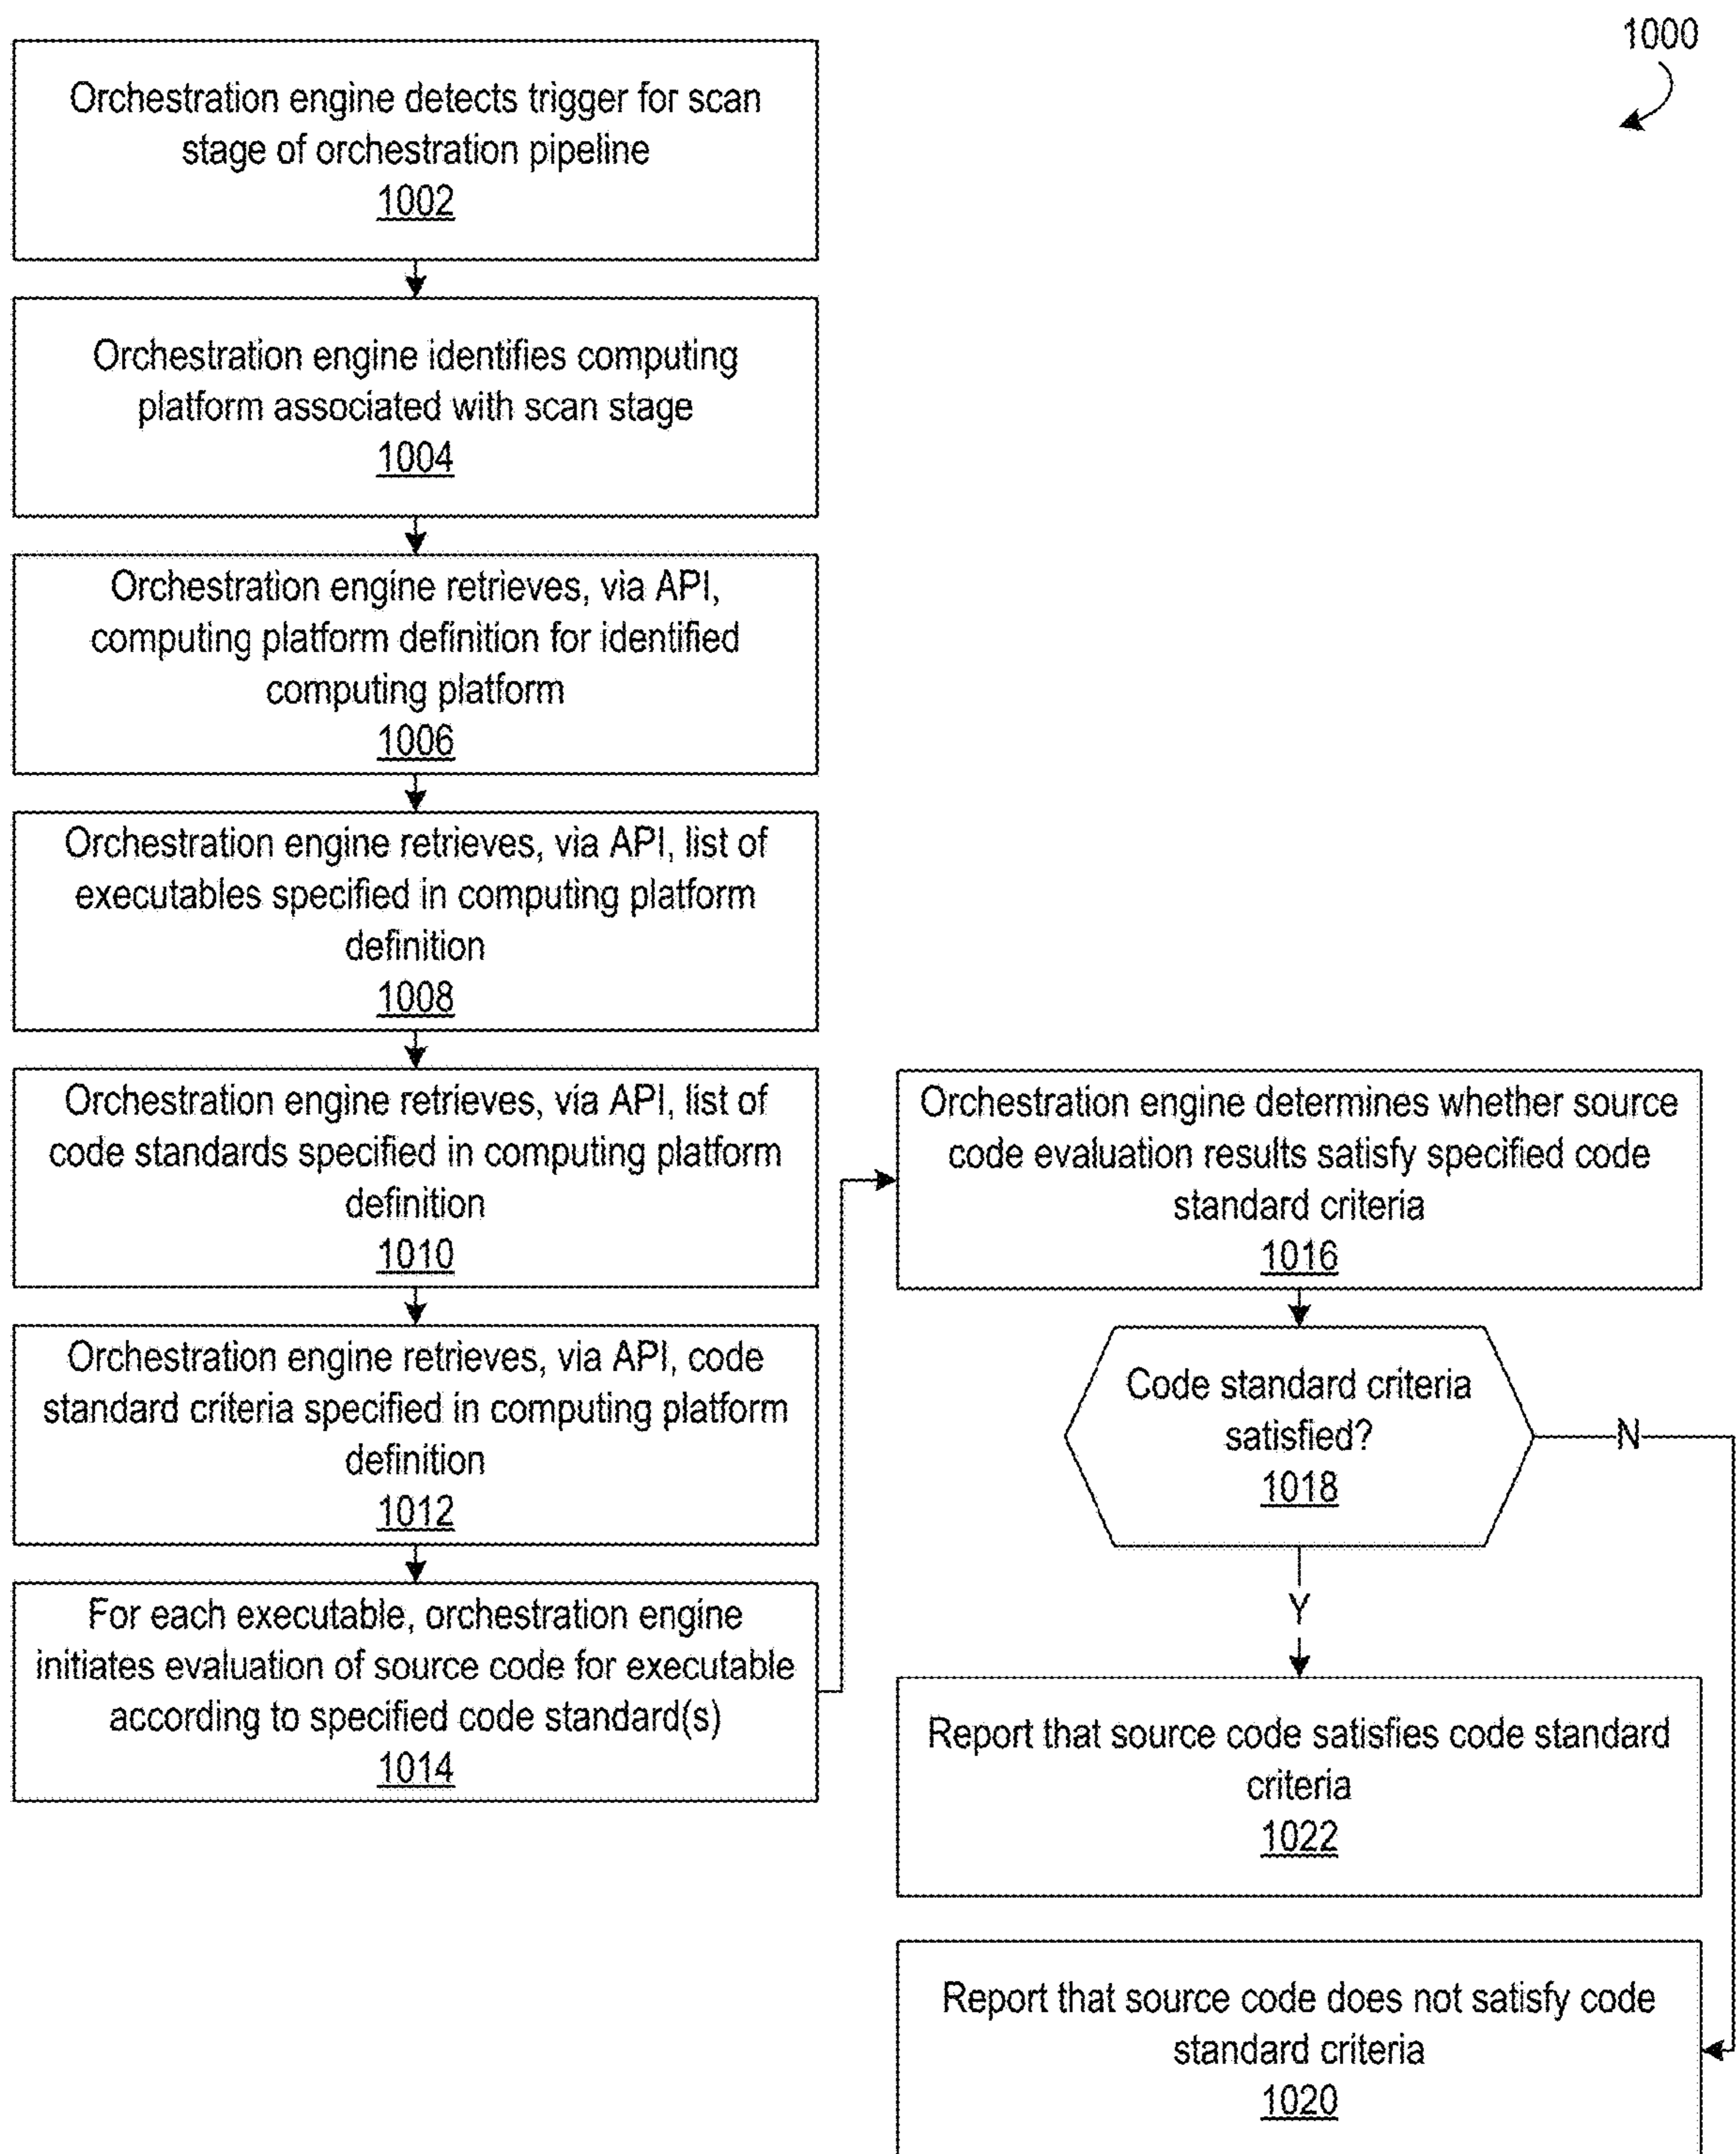 1000
Orchestration engine detects trigger for scan
stage of orchestration pipeline
1002
Orchestration engine identifies computing
platform associated with scan stage
1004
Orchestration engine retrieves, via API,
computing platform definition for identified
computing platform
1006
Orchestration engine retrieves, via API, list of
executables specified in computing platform
definition
1008
Orchestration engine retrieves, via API, list of
code standards specified in computing platform
definition
1010
Orchestration engine retrieves, via API, code
standard criteria specified in computing platform
definition
1012
For each executable, orchestration engine
initiates evaluation of source code for executable
according to specified code standard(s)
1014
Orchestration engine determines whether source
code evaluation results satisfy specified code
standard criteria
1016
Code standard criteria
satisfied?
1018
N
Y
Report that source code satisfies code standard
criteria
1022
Report that source code does not satisfy code
standard criteria
1020